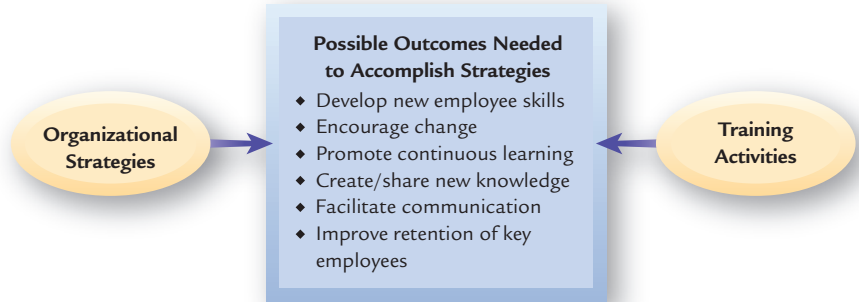 Organizational
Strategies
Possible Outcomes Needed
to Accomplish Strategies
◆ Develop new employee skills
◆ Encourage change
◆ Promote continuous learning
◆ Create/share new knowledge
◆ Facilitate communication
◆ Improve retention of key
employees
Training
Activities